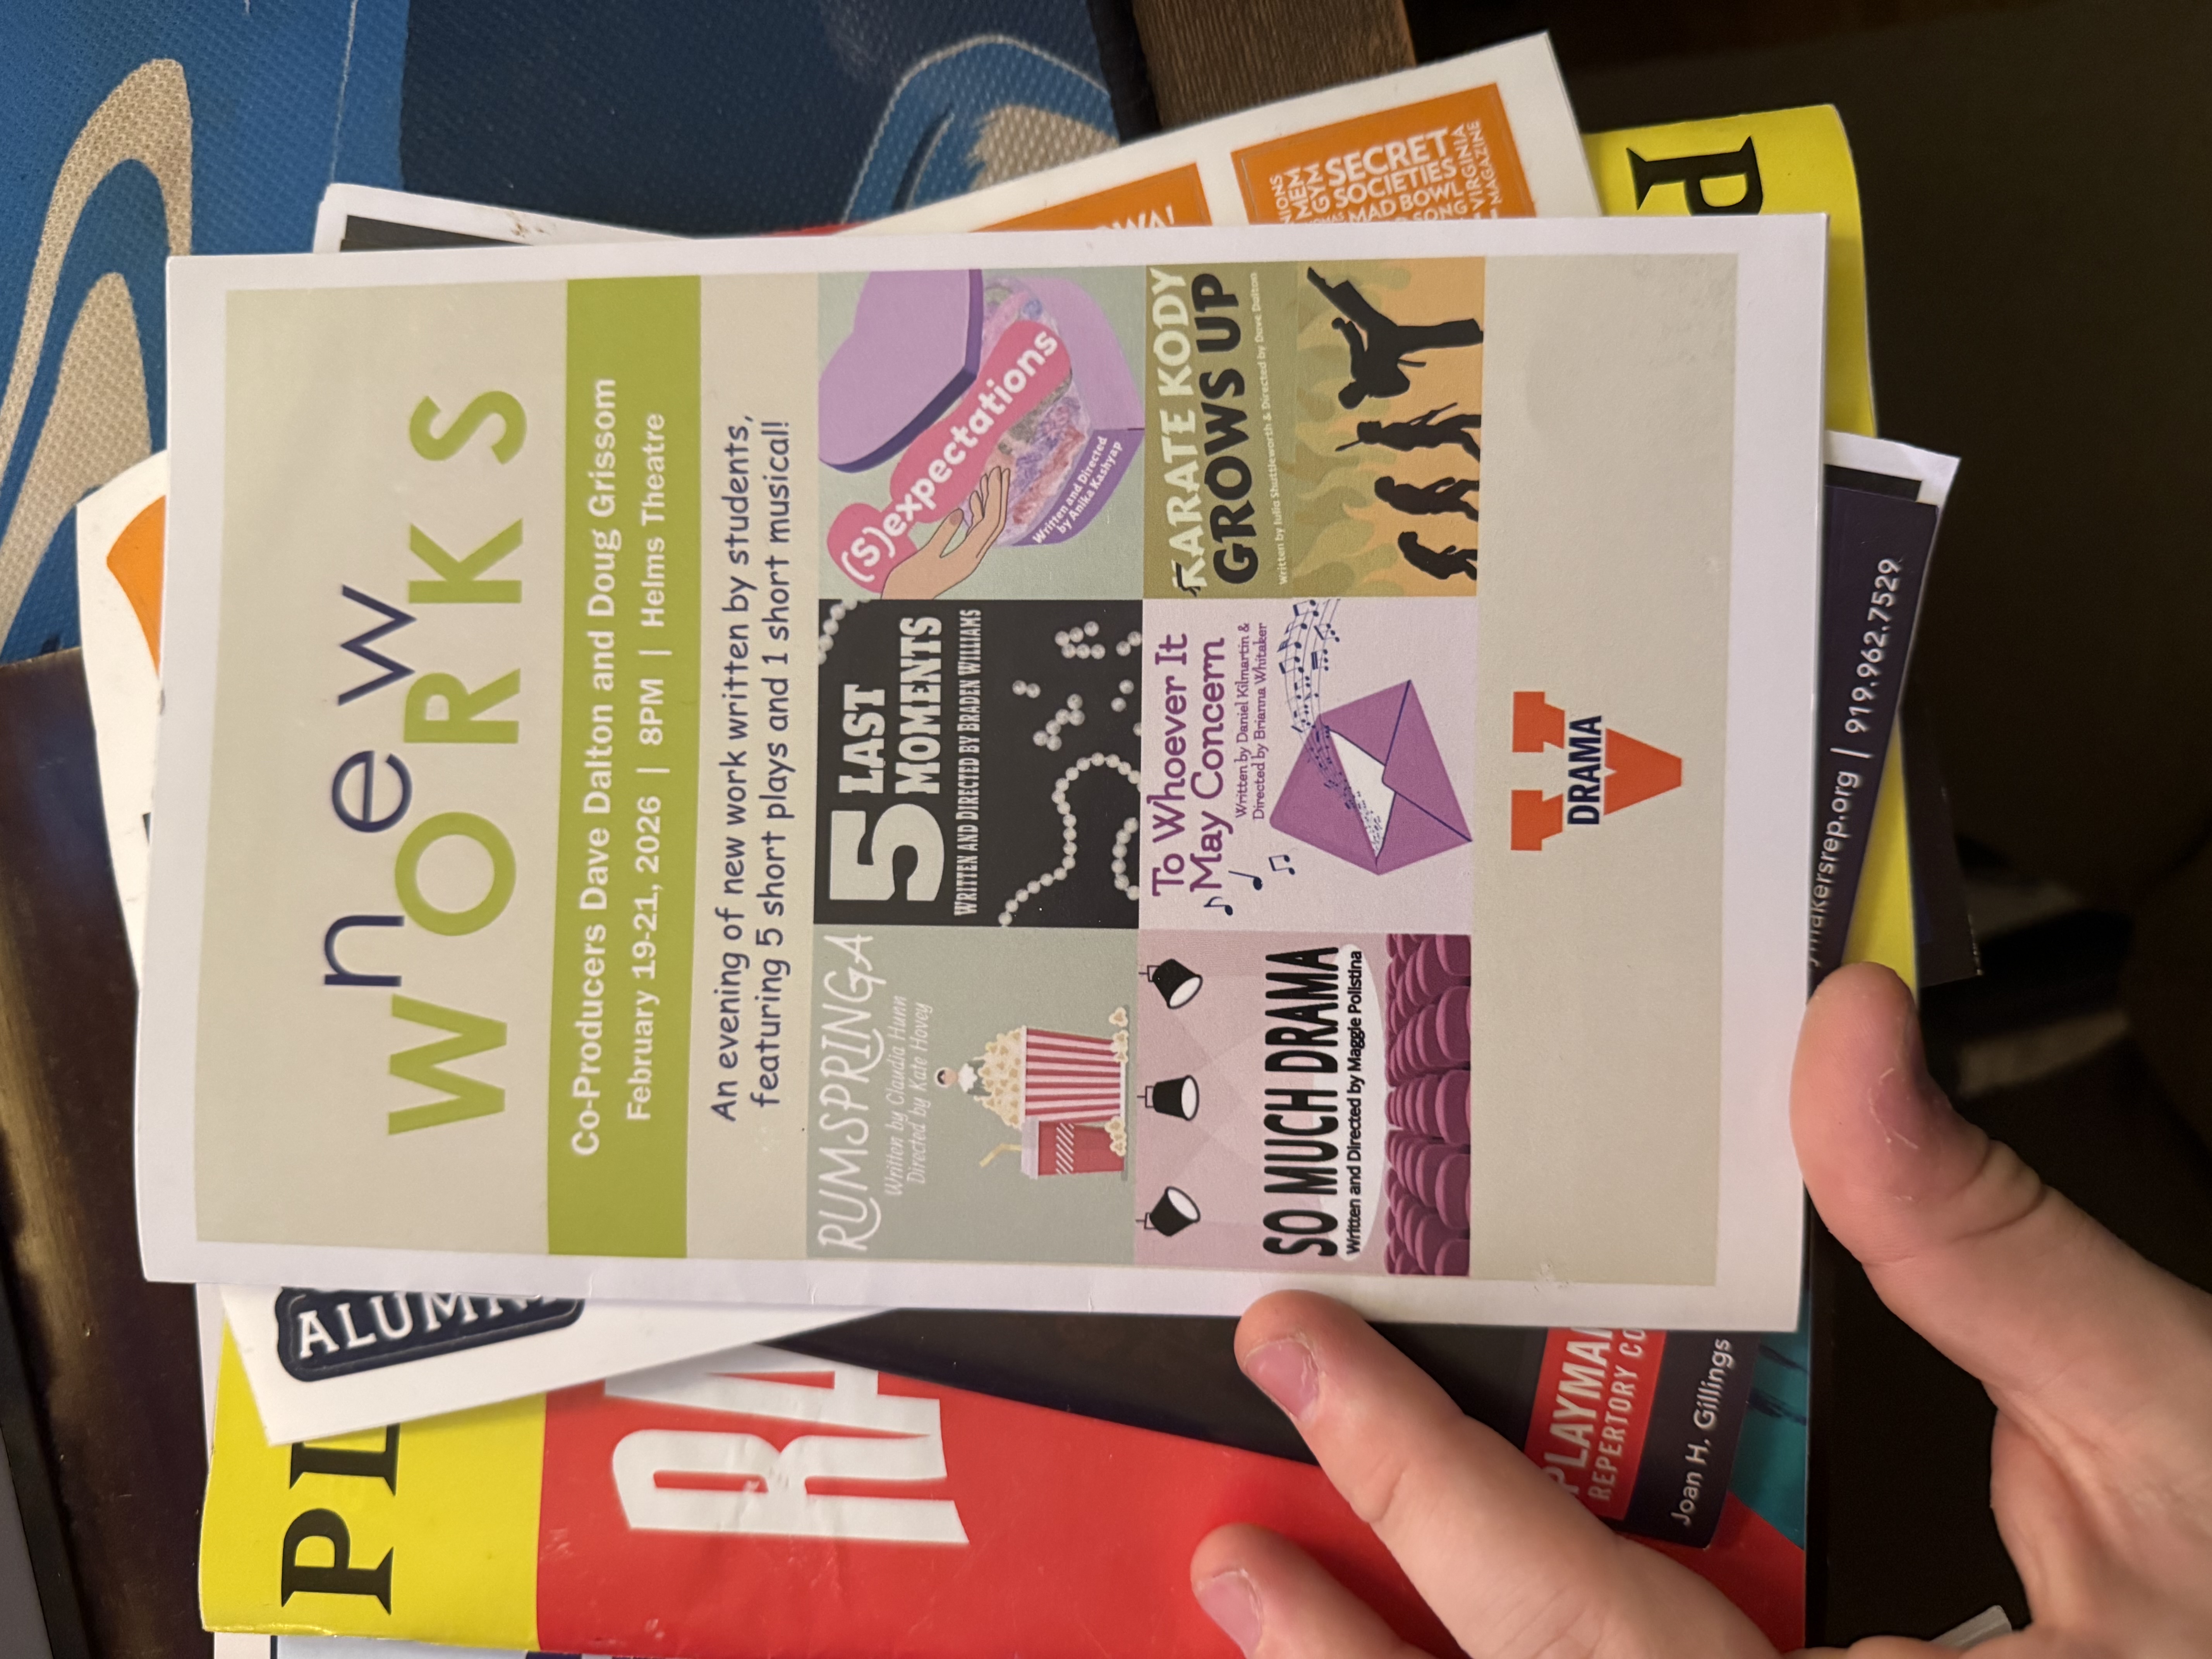 new
WORKS
Co-Producers Dave Dalton and Doug Grissom
February 19-21, 2026 | 8PM | Helms Theatre
An evening of new work written by students,
featuring 5 short plays and 1 short musical!
RUMSPRINGA
Written by Claudia Hunn
Directed by Kate Hovey
5 LAST
MOMENTS
WRITTEN AND DIRECTED BY BRADEN WILLIAMS
(S)expectations
Written and Directed
by Anika Kashyap
SO MUCH DRAMA
Written and Directed by Maggie Polistina
To Whoever It
May Concern
Written by Daniel Kilmartin &
Directed by Brianna Whitaker
KARATE KODY
GROWS UP
Written by Iulia Shuttleworth & Directed by Dave Dalton
V
DRAMA
PL
RA
ALUM
PLAYMA
REPERTORY CO
Joan H. Gillings
makersrep.org | 919.962.7529
SECRET
SOCIETIES
VIRGINIA
MAGAZINE
P